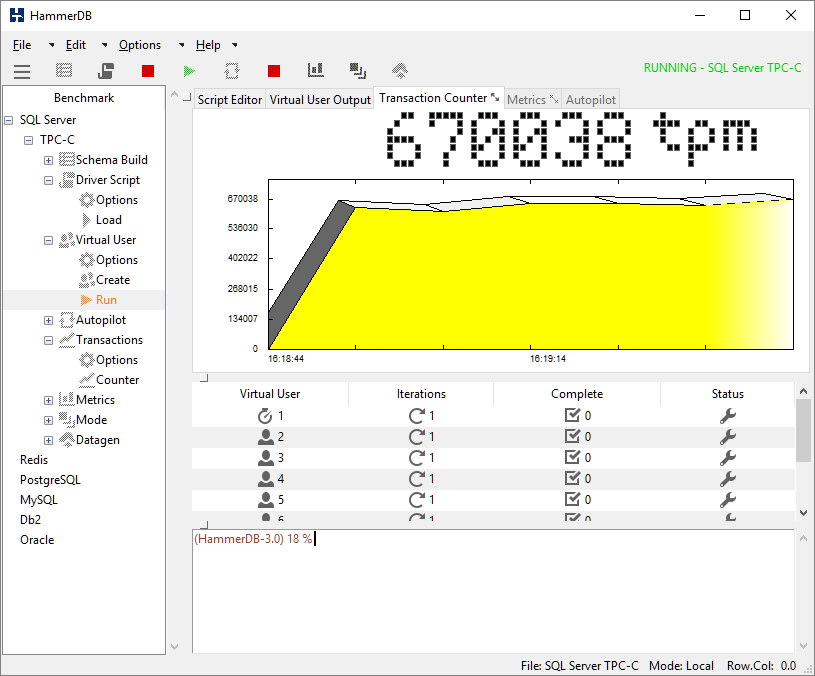 HammerDB
File Edit Options Help
RUNNING - SQL Server TPC-C
Benchmark
SQL Server
TPC-C
Schema Build
Driver Script
Options
Load
Virtual User
Options
Create
Run
Autopilot
Transactions
Options
Counter
Metrics
Mode
Datagen
Redis
PostgreSQL
MySQL
Db2
Oracle
Script Editor Virtual User Output Transaction Counter Metrics Autopilot
670038 tpm
670038
536030
402022
268015
134007
0
16:18:44 16:19:14
Virtual User Iterations Complete Status
1 1 0
2 1 0
3 1 0
4 1 0
5 1 0
6 1 0
(HammerDB-3.0) 18 %
File: SQL Server TPC-C Mode: Local Row.Col: 0.0